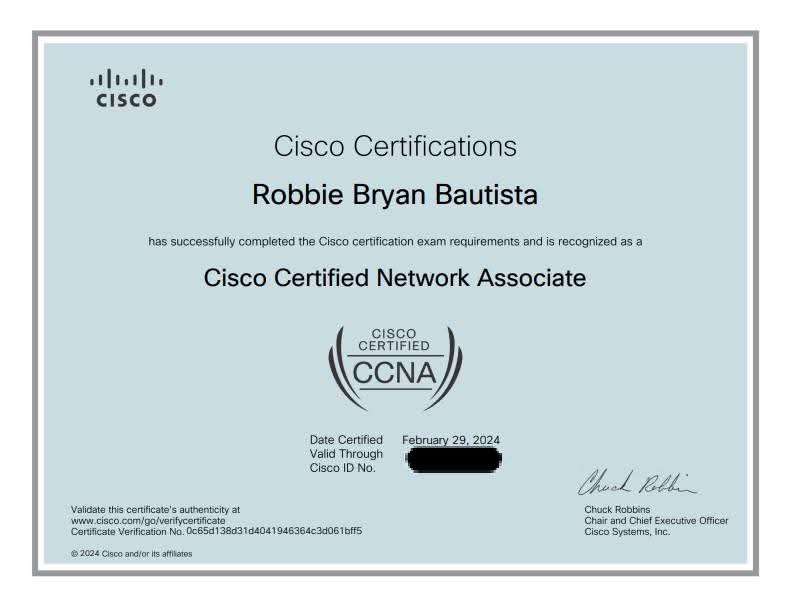 CISCO
Cisco Certifications
Robbie Bryan Bautista
has successfully completed the Cisco certification exam requirements and is recognized as a
Cisco Certified Network Associate
CISCO
CERTIFIED
CCNA
Date Certified February 29, 2024
Valid Through
Cisco ID No.
Chuck Robbins
Validate this certificate's authenticity at
www.cisco.com/go/verifycertificate
Certificate Verification No. 0c65d138d31d4041946364c3d061bff5
© 2024 Cisco and/or its affiliates
Chuck Robbins
Chair and Chief Executive Officer
Cisco Systems, Inc.